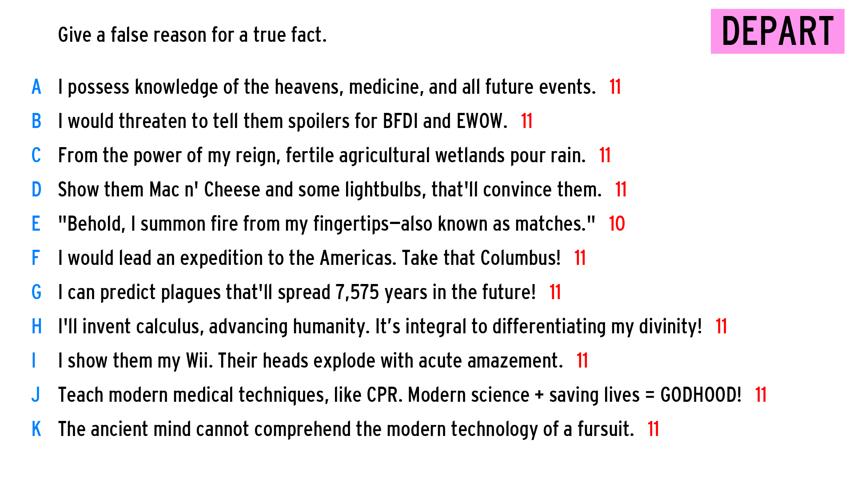 Give a false reason for a true fact.
DEPART
A I possess knowledge of the heavens, medicine, and all future events. 11
B I would threaten to tell them spoilers for BFDI and EWOW. 11
C From the power of my reign, fertile agricultural wetlands pour rain. 11
D Show them Mac n' Cheese and some lightbulbs, that'll convince them. 11
E "Behold, I summon fire from my fingertips—also known as matches." 10
F I would lead an expedition to the Americas. Take that Columbus! 11
G I can predict plagues that'll spread 7,575 years in the future! 11
H I'll invent calculus, advancing humanity. It’s integral to differentiating my divinity! 11
I I show them my Wii. Their heads explode with acute amazement. 11
J Teach modern medical techniques, like CPR. Modern science + saving lives = GODHOOD! 11
K The ancient mind cannot comprehend the modern technology of a fursuit. 11